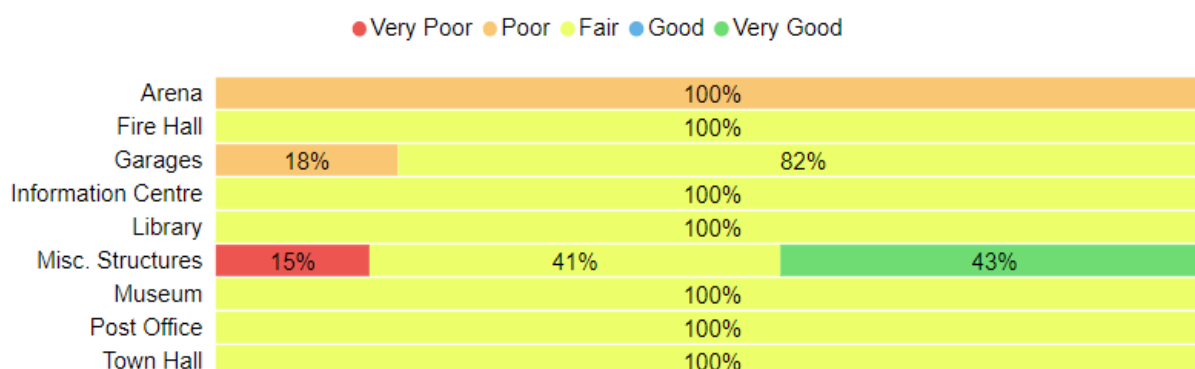 Very Poor Poor Fair Good Very Good
Arena 100%
Fire Hall 100%
Garages 18% 82%
Information Centre 100%
Library 100%
Misc. Structures 15% 41% 43%
Museum 100%
Post Office 100%
Town Hall 100%